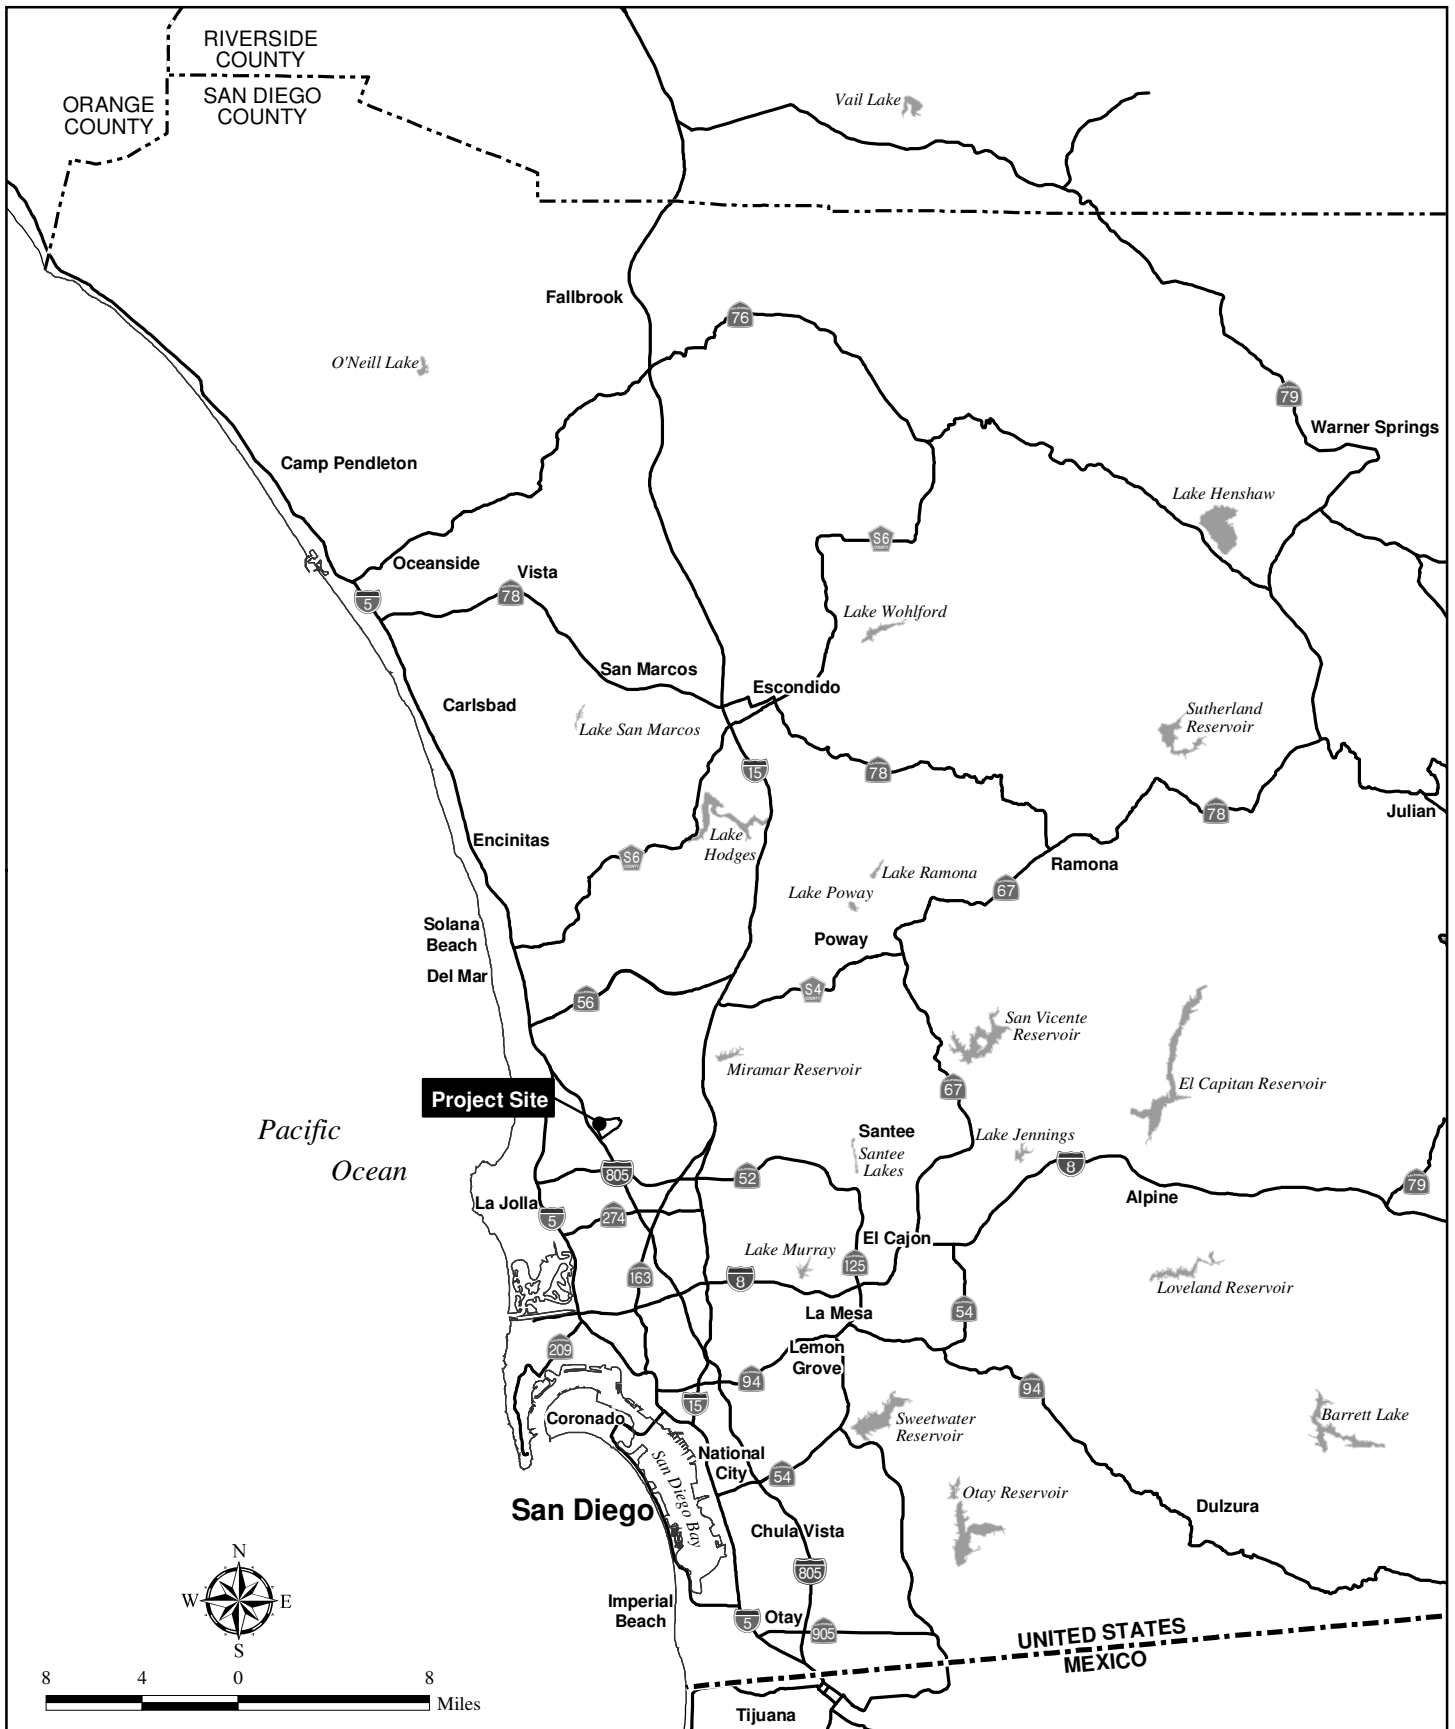 RIVERSIDE
COUNTY
ORANGE
COUNTY
SAN DIEGO
COUNTY
Vail Lake
Fallbrook
76
O'Neill Lake
79
Warner Springs
Camp Pendleton
Lake Henshaw
S6
COUNTY
Oceanside
Vista
5
78
Lake Wohlford
San Marcos
Escondido
Carlsbad
Lake San Marcos
Sutherland
Reservoir
15
78
78
Julian
Encinitas
Lake
Hodges
S6
COUNTY
Ramona
Lake Ramona
67
Lake Poway
Solana
Beach
Poway
Del Mar
56
S4
COUNTY
San Vicente
Reservoir
Miramar Reservoir
67
El Capitan Reservoir
Project Site
Pacific
Ocean
Santee
Santee
Lakes
Lake Jennings
8
805
52
Alpine
79
La Jolla
5
274
El Cajon
Lake Murray
125
163
8
Loveland Reservoir
La Mesa
54
209
Lemon
Grove
94
94
15
Coronado
Sweetwater
Reservoir
Barrett Lake
National
City
54
San Diego Bay
Otay Reservoir
San Diego
Dulzura
Chula Vista
805
Imperial
Beach
5
Otay
905
UNITED STATES
MEXICO
Tijuana
N
W
E
S
8
4
0
8
Miles